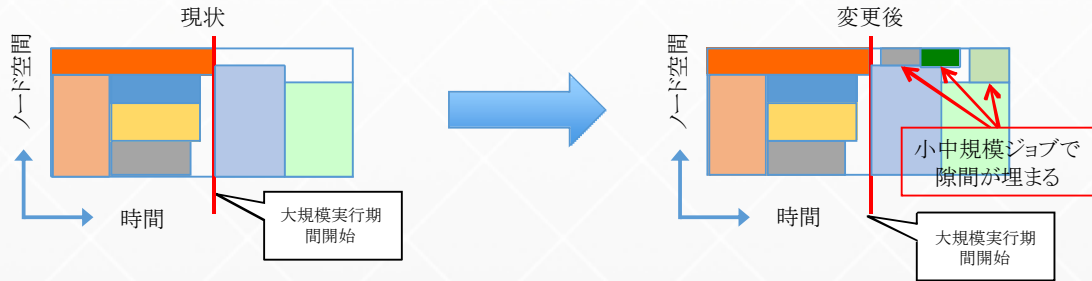 現状
ノード空間
時間
大規模実行期
間開始
変更後
ノード空間
小中規模ジョブで
隙間が埋まる
時間
大規模実行期
間開始